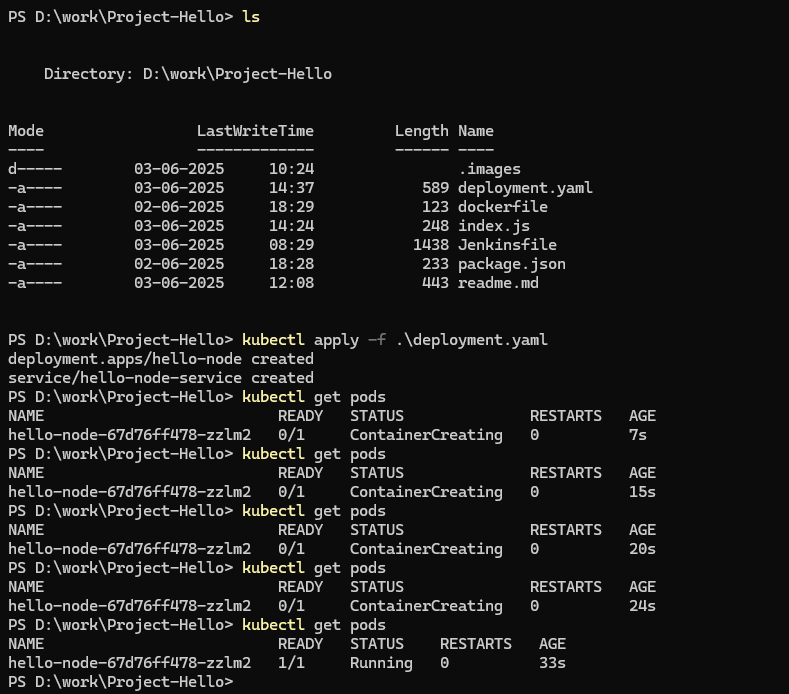 PS D:\work\Project-Hello> ls
Directory: D:\work\Project-Hello
Mode                 LastWriteTime         Length Name
----                 -------------         ------ ----
d-----        03-06-2025     10:24                .images
-a----        03-06-2025     14:37            589 deployment.yaml
-a----        02-06-2025     18:29            123 dockerfile
-a----        03-06-2025     14:24            248 index.js
-a----        03-06-2025     08:29           1438 Jenkinsfile
-a----        02-06-2025     18:28            233 package.json
-a----        03-06-2025     12:08            443 readme.md
PS D:\work\Project-Hello> kubectl apply -f .\deployment.yaml
deployment.apps/hello-node created
service/hello-node-service created
PS D:\work\Project-Hello> kubectl get pods
NAME                          READY   STATUS              RESTARTS   AGE
hello-node-67d76ff478-zzlm2   0/1     ContainerCreating   0          7s
PS D:\work\Project-Hello> kubectl get pods
NAME                          READY   STATUS              RESTARTS   AGE
hello-node-67d76ff478-zzlm2   0/1     ContainerCreating   0          15s
PS D:\work\Project-Hello> kubectl get pods
NAME                          READY   STATUS              RESTARTS   AGE
hello-node-67d76ff478-zzlm2   0/1     ContainerCreating   0          20s
PS D:\work\Project-Hello> kubectl get pods
NAME                          READY   STATUS              RESTARTS   AGE
hello-node-67d76ff478-zzlm2   0/1     ContainerCreating   0          24s
PS D:\work\Project-Hello> kubectl get pods
NAME                          READY   STATUS    RESTARTS   AGE
hello-node-67d76ff478-zzlm2   1/1     Running   0          33s
PS D:\work\Project-Hello>